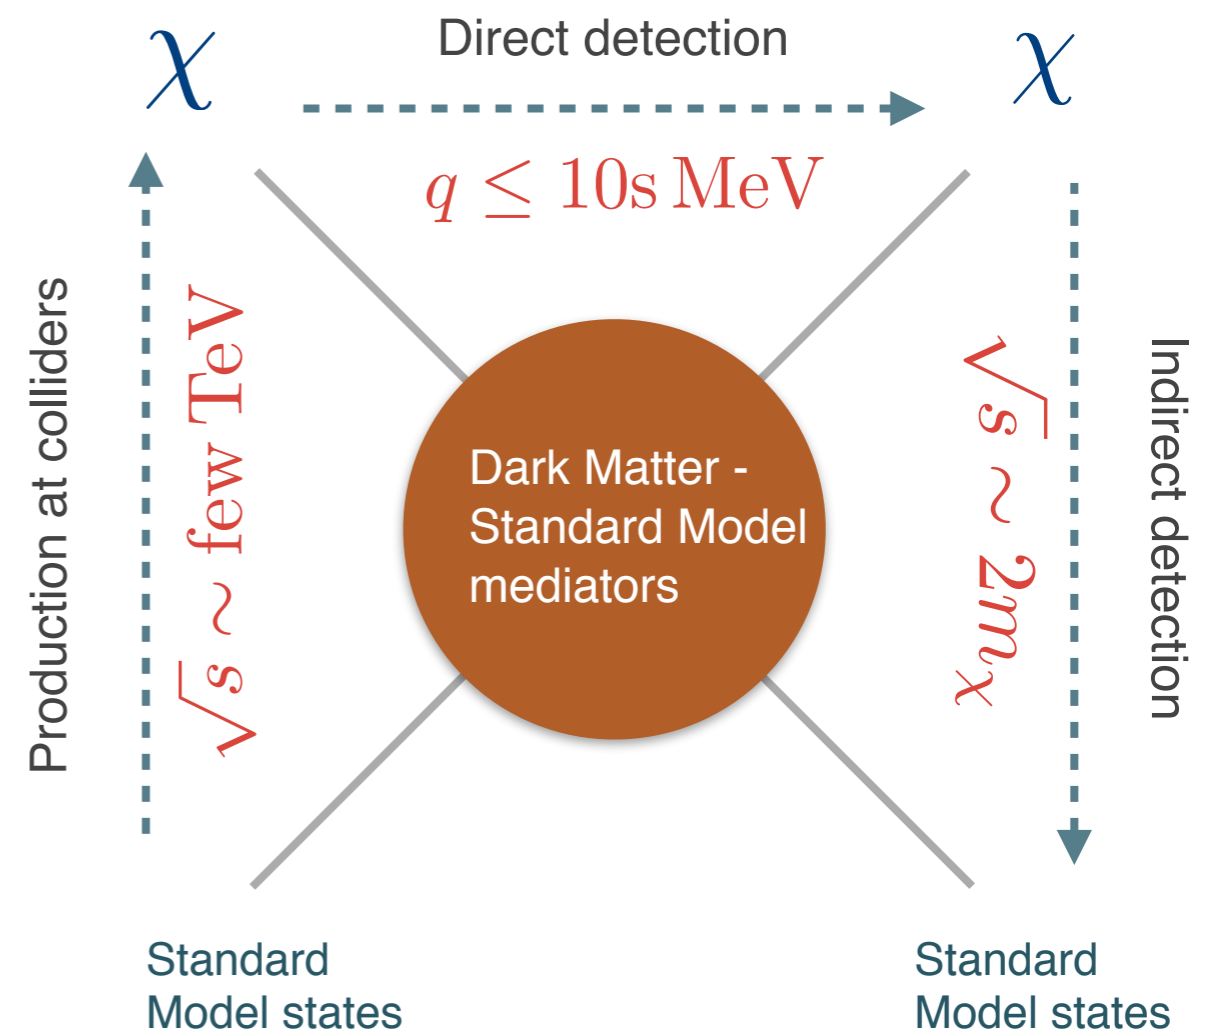 Direct detection
χ
χ
q ≤ 10s MeV
Production at colliders
√s ~ few TeV
Dark Matter -
Standard Model
mediators
√s ~ 2mχ
Indirect detection
Standard
Model states
Standard
Model states